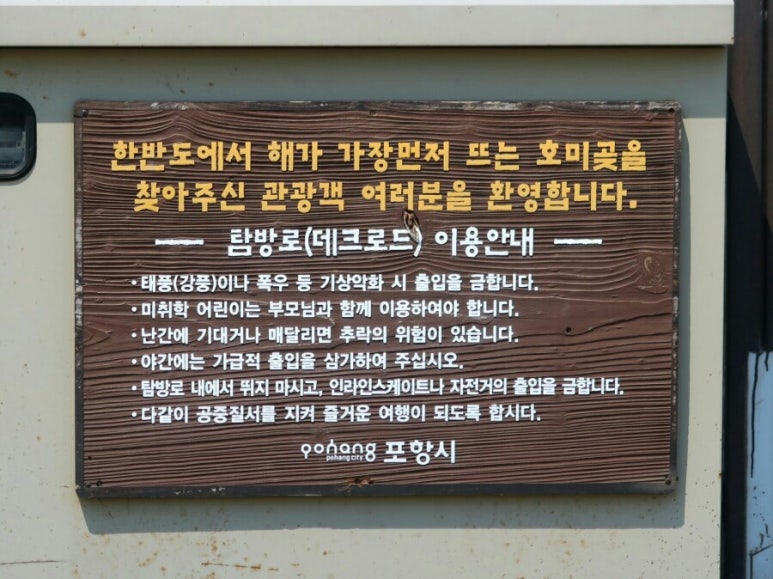 한반도에서 해가 가장먼저 뜨는 호미곶을
찾아주신 관광객 여러분을 환영합니다.
탐방로(데크로드) 이용안내
• 태풍(강풍)이나 폭우 등 기상악화 시 출입을 금합니다.
• 미취학 어린이는 부모님과 함께 이용하여야 합니다.
• 난간에 기대거나 매달리면 추락의 위험이 있습니다.
• 야간에는 가급적 출입을 삼가하여 주십시오.
• 탐방로 내에서 뛰지 마시고, 인라인스케이트나 자전거의 출입을 금합니다.
• 다같이 공중질서를 지켜 즐거운 여행이 되도록 합시다.
pohang pohang city 포항시